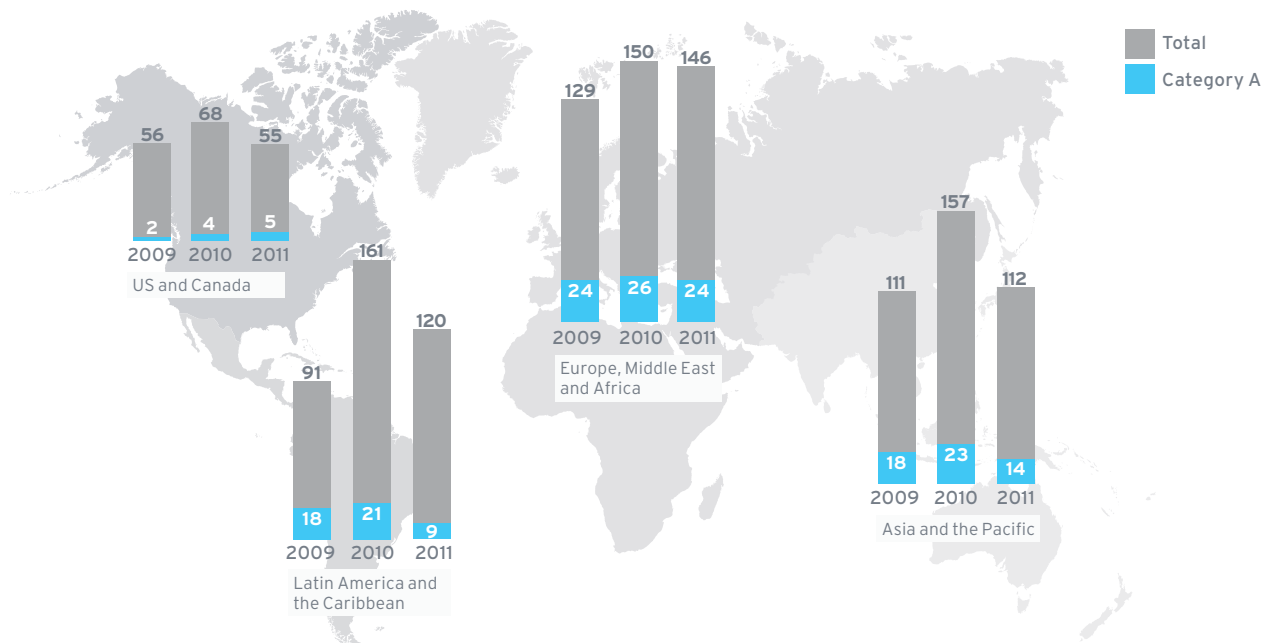 Total
Category A
56
68
55
2
4
5
2009 2010 2011
US and Canada
91
161
120
18
21
9
2009 2010 2011
Latin America and
the Caribbean
129
150
146
24
26
24
2009 2010 2011
Europe, Middle East
and Africa
111
157
112
18
23
14
2009 2010 2011
Asia and the Pacific